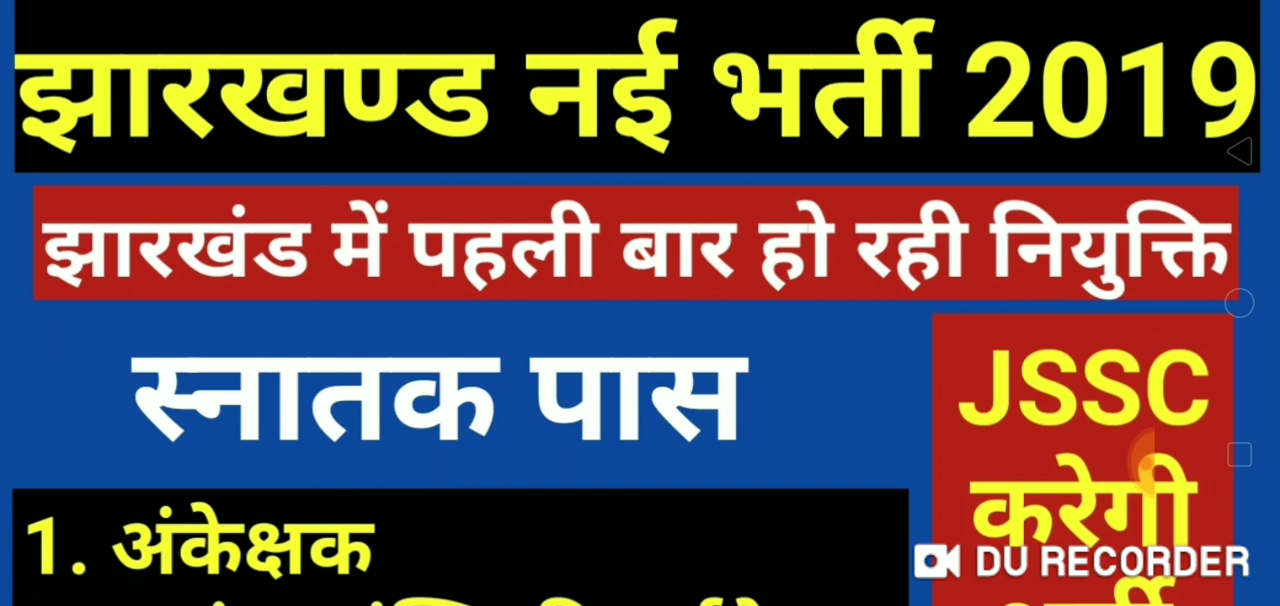 झारखण्ड नई भर्ती 2019
झारखंड में पहली बार हो रही नियुक्ति
स्नातक पास
JSSC
करेगी
1. अंकेक्षक
DU RECORDER